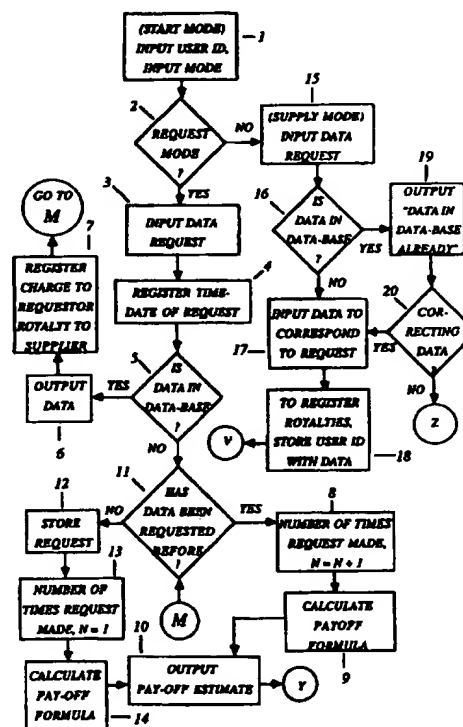 (START MODE)
INPUT USER ID,
INPUT MODE
1
2
REQUEST
MODE
?
NO
YES
15
(SUPPLY MODE)
INPUT DATA
REQUEST
19
OUTPUT
"DATA IN
DATA-BASE
ALREADY"
16
IS
DATA IN
DATA-BASE
?
YES
NO
3
INPUT DATA
REQUEST
GO TO
M
7
REGISTER
CHARGE TO
REQUESTOR
ROYALTY TO
SUPPLIER
4
REGISTER TIME-
DATE OF REQUEST
20
COR-
RECTING
DATA
YES
NO
Z
INPUT DATA TO
CORRESPOND
TO REQUEST
17
5
IS
DATA IN
DATA-BASE
?
YES
NO
OUTPUT
DATA
6
TO REGISTER
ROYALTIES,
STORE USER ID
WITH DATA
18
V
11
HAS
DATA BEEN
REQUESTED
BEFORE
?
NO
YES
12
STORE
REQUEST
8
NUMBER OF TIMES
REQUEST MADE,
N = N + 1
13
NUMBER OF
TIMES REQUEST
MADE, N = 1
M
CALCULATE
PAYOFF
FORMULA
9
10
OUTPUT
PAY-OFF ESTIMATE
Y
CALCULATE
PAY-OFF
FORMULA
14